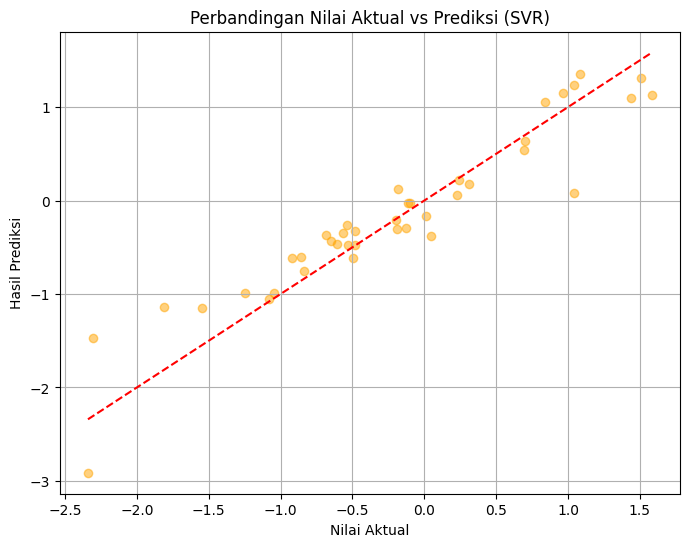 Perbandingan Nilai Aktual vs Prediksi (SVR)
Hasil Prediksi
1
0
−1
−2
−3
−2.5 −2.0 −1.5 −1.0 −0.5 0.0 0.5 1.0 1.5
Nilai Aktual